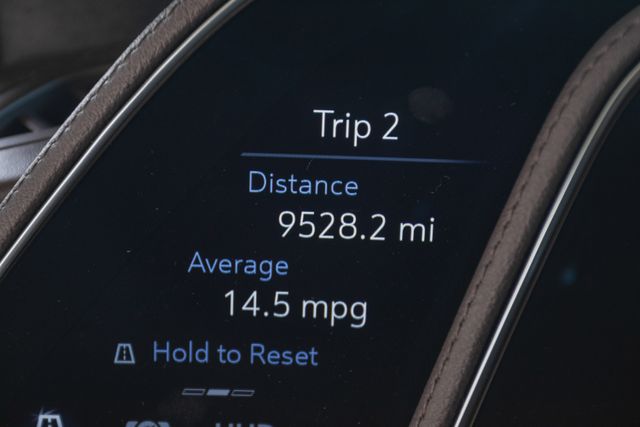 Trip 2
Distance
9528.2 mi
Average
14.5 mpg
Hold to Reset